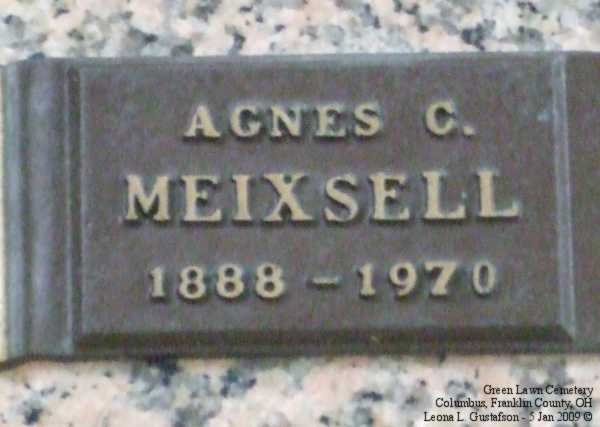 AGNES C.
MEIXSELL
1888 – 1970
Green Lawn Cemetery
Columbus, Franklin County, OH
Leona L. Gustafson - 5 Jan 2009 ©